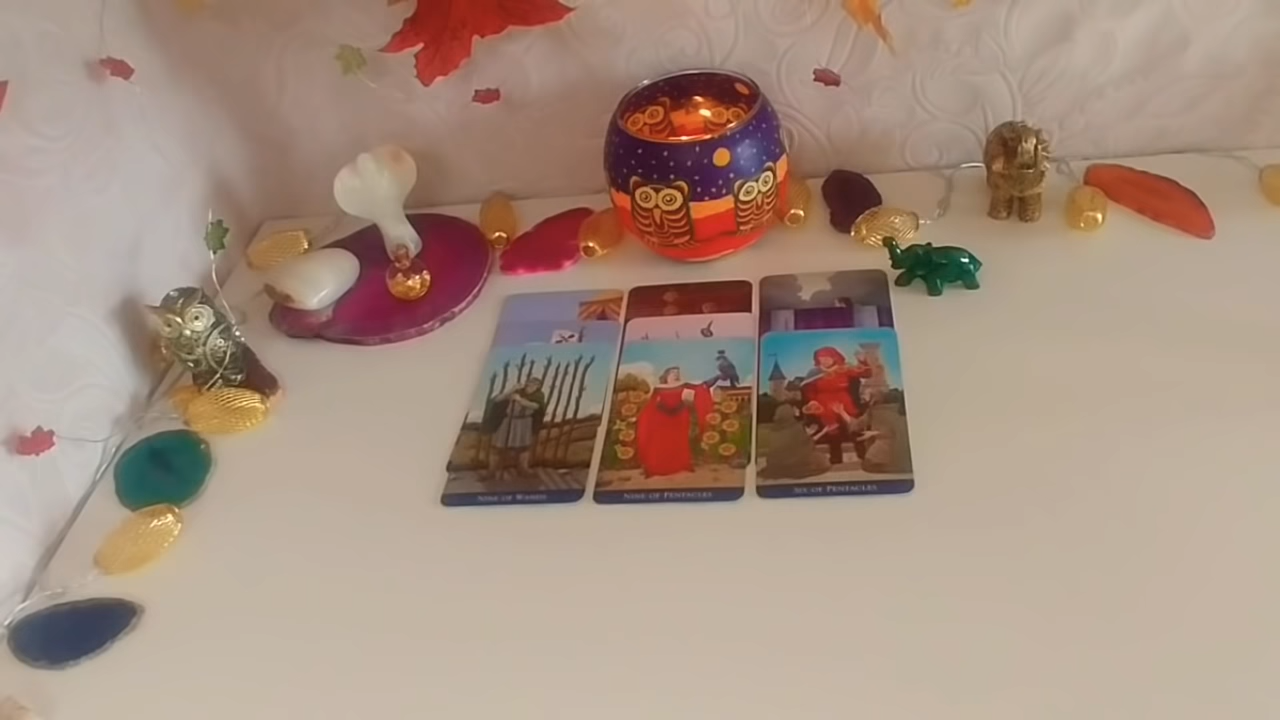 NINE OF WANDS
NINE OF PENTACLES
SIX OF PENTACLES